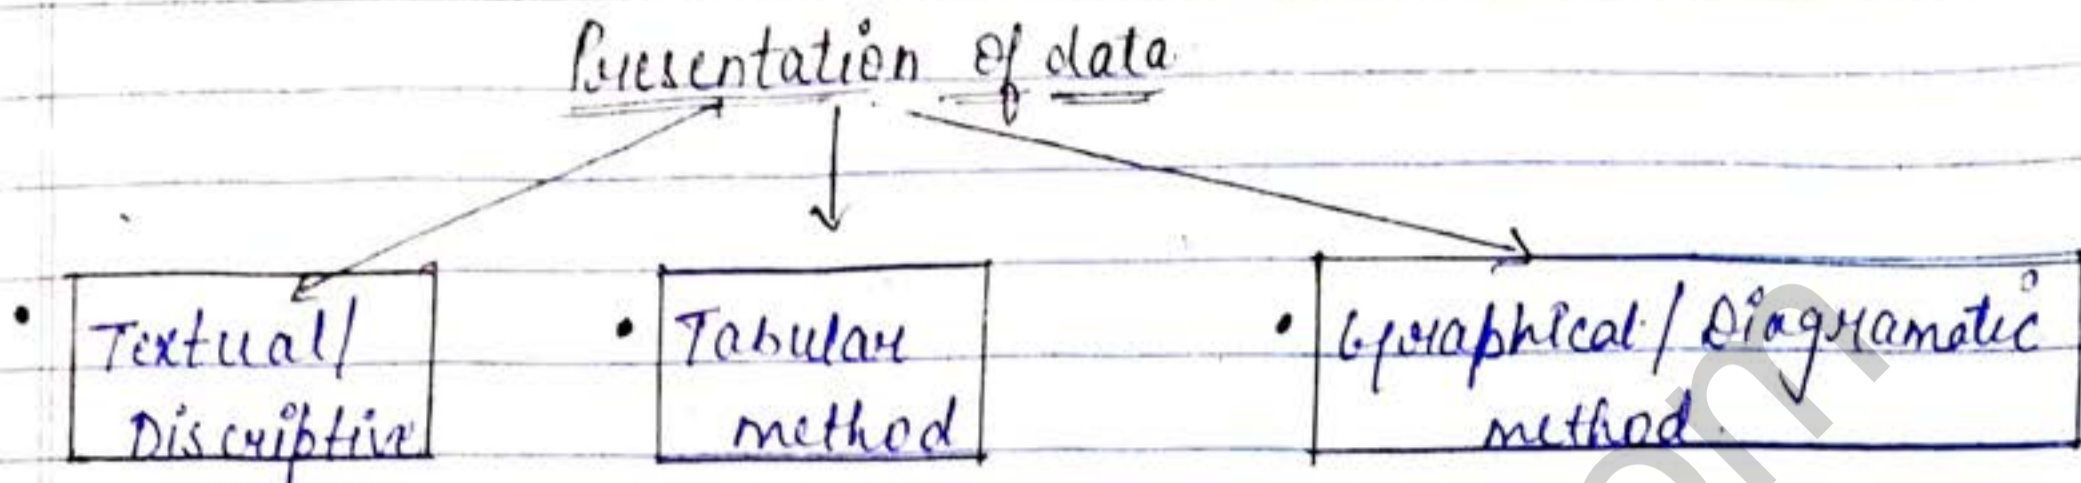 Presentation of data
• Textual/
Discriptive
• Tabular
method
• Graphical / Diagramatic
method